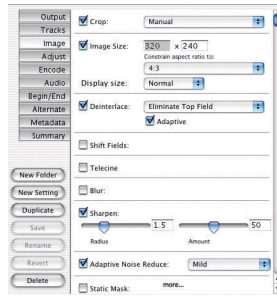 Output
Tracks
Image
Adjust
Encode
Audio
Begin/End
Alternate
Metadata
Summary
New Folder
New Setting
Duplicate
Save
Rename
Revert
Delete
Crop: Manual
Image Size: 320 x 240
Constrain aspect ratio to:
4:3
Display size: Normal
Deinterlace: Eliminate Top Field
Adaptive
Shift Fields:
Telecine
Blur:
Sharpen:
1.5 50
Radius Amount
Adaptive Noise Reduce: Mild
Static Mask: more...